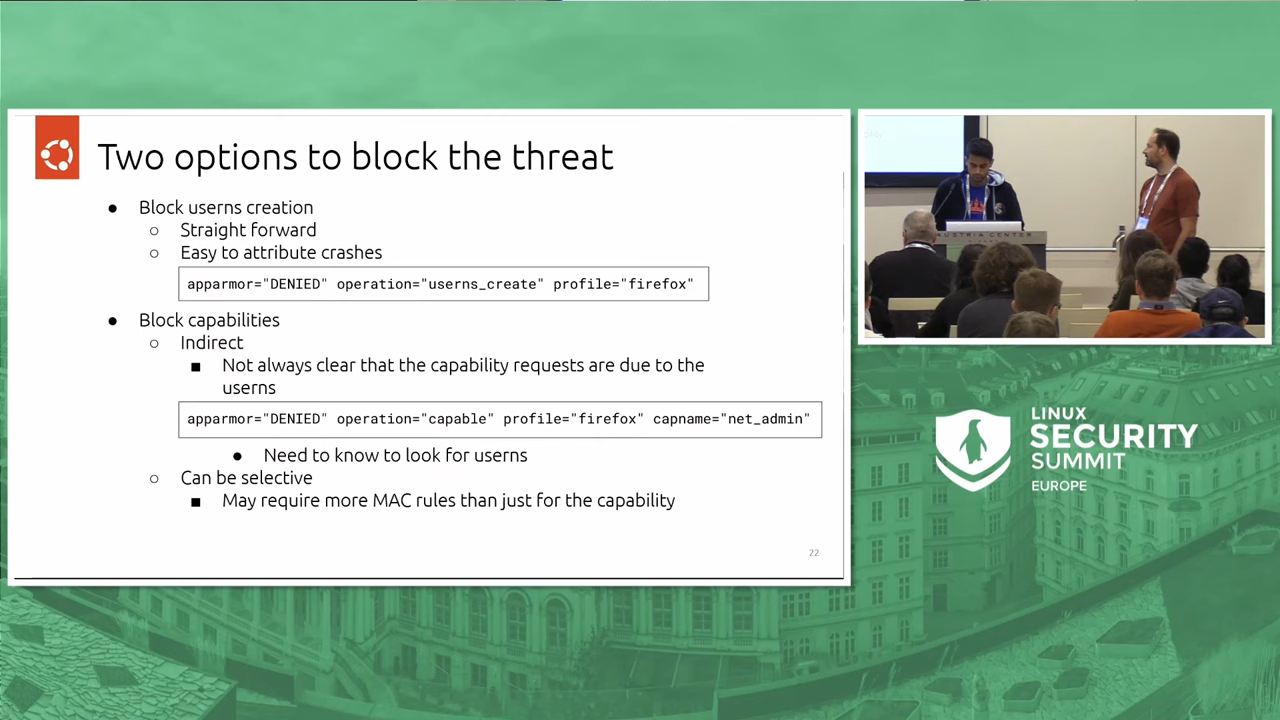 Two options to block the threat
● Block userns creation
○ Straight forward
○ Easy to attribute crashes
apparmor="DENIED" operation="userns_create" profile="firefox"
● Block capabilities
○ Indirect
■ Not always clear that the capability requests are due to the
userns
apparmor="DENIED" operation="capable" profile="firefox" capname="net_admin"
● Need to know to look for userns
○ Can be selective
■ May require more MAC rules than just for the capability
22
AUSTRIA CENTER
LINUX
SECURITY
SUMMIT
EUROPE